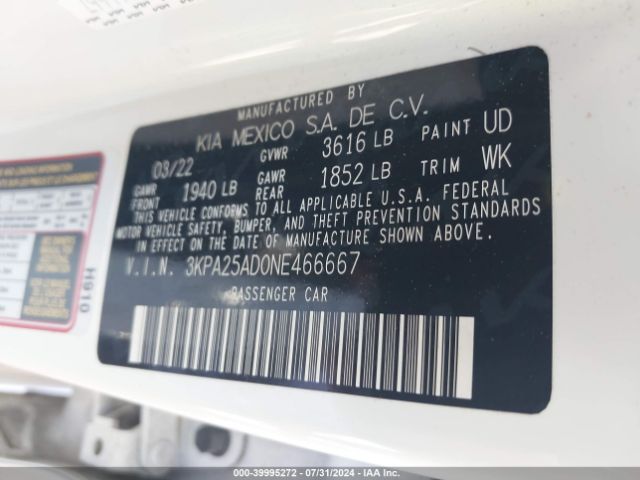 MANUFACTURED BY
KIA MEXICO S.A. DE C.V.
03/22 GVWR 3616 LB PAINT UD
GAWR FRONT 1940 LB GAWR REAR 1852 LB TRIM WK
THIS VEHICLE CONFORMS TO ALL APPLICABLE U.S.A. FEDERAL
MOTOR VEHICLE SAFETY, BUMPER, AND THEFT PREVENTION STANDARDS
IN EFFECT ON THE DATE OF MANUFACTURE SHOWN ABOVE.
V.I.N. 3KPA25AD0NE466667
PASSENGER CAR
H910
000-39995272 - 07/31/2024 - IAA Inc.